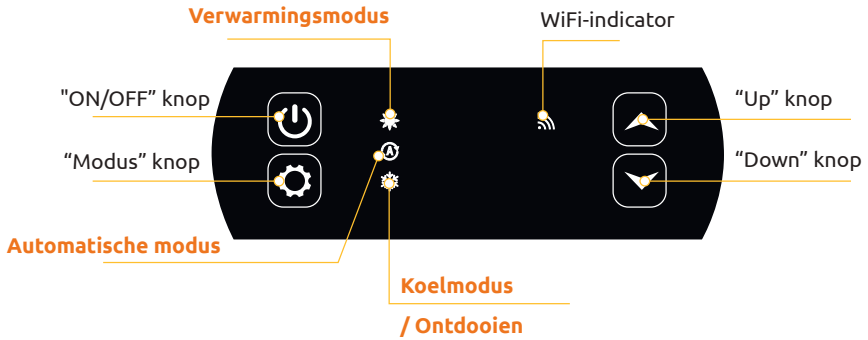 Verwarmingsmodus
WiFi-indicator
"ON/OFF” knop
“Up” knop
“Modus” knop
A
“Down” knop
Automatische modus
Koelmodus
/ Ontdooien